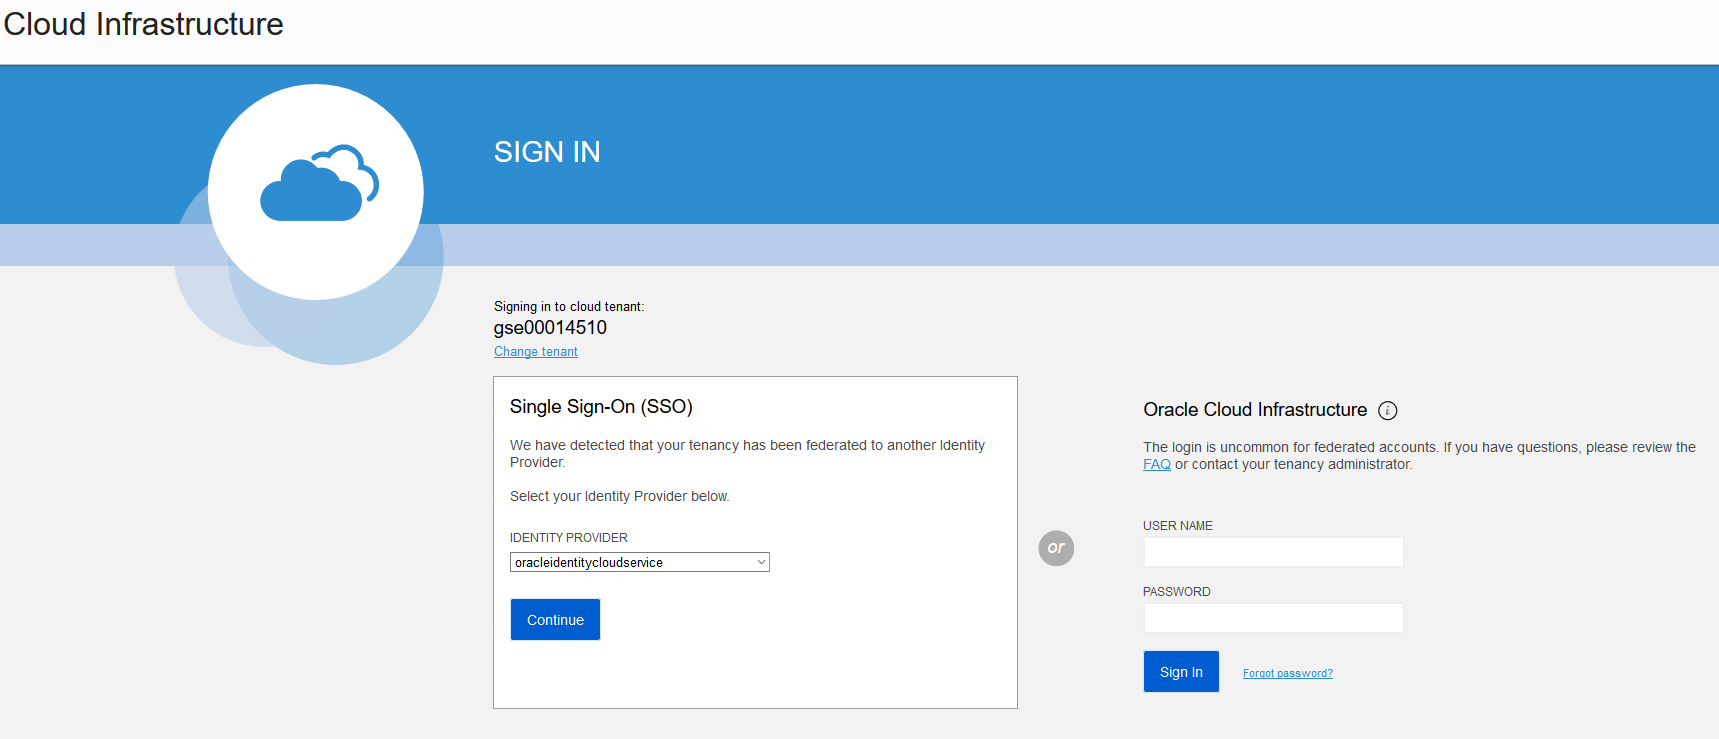 Cloud Infrastructure
SIGN IN
Signing in to cloud tenant:
gse00014510
Change tenant
Single Sign-On (SSO)
We have detected that your tenancy has been federated to another Identity
Provider.
Select your Identity Provider below.
IDENTITY PROVIDER
oracleidentitycloudservice
Continue
or
Oracle Cloud Infrastructure i
The login is uncommon for federated accounts. If you have questions, please review the
FAQ or contact your tenancy administrator.
USER NAME
PASSWORD
Sign In Forgot password?